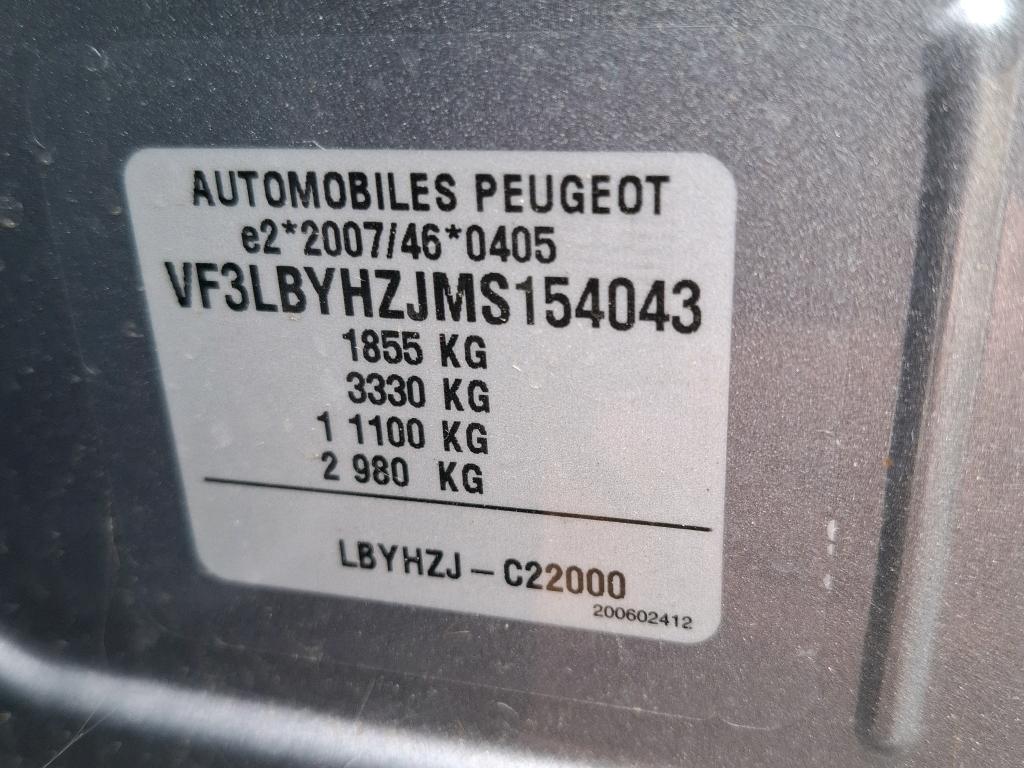 AUTOMOBILES PEUGEOT
e2*2007/46*0405
VF3LBYHZJMS154043
1855 KG
3330 KG
1 1100 KG
2 980 KG
LBYHZJ – C22000
200602412